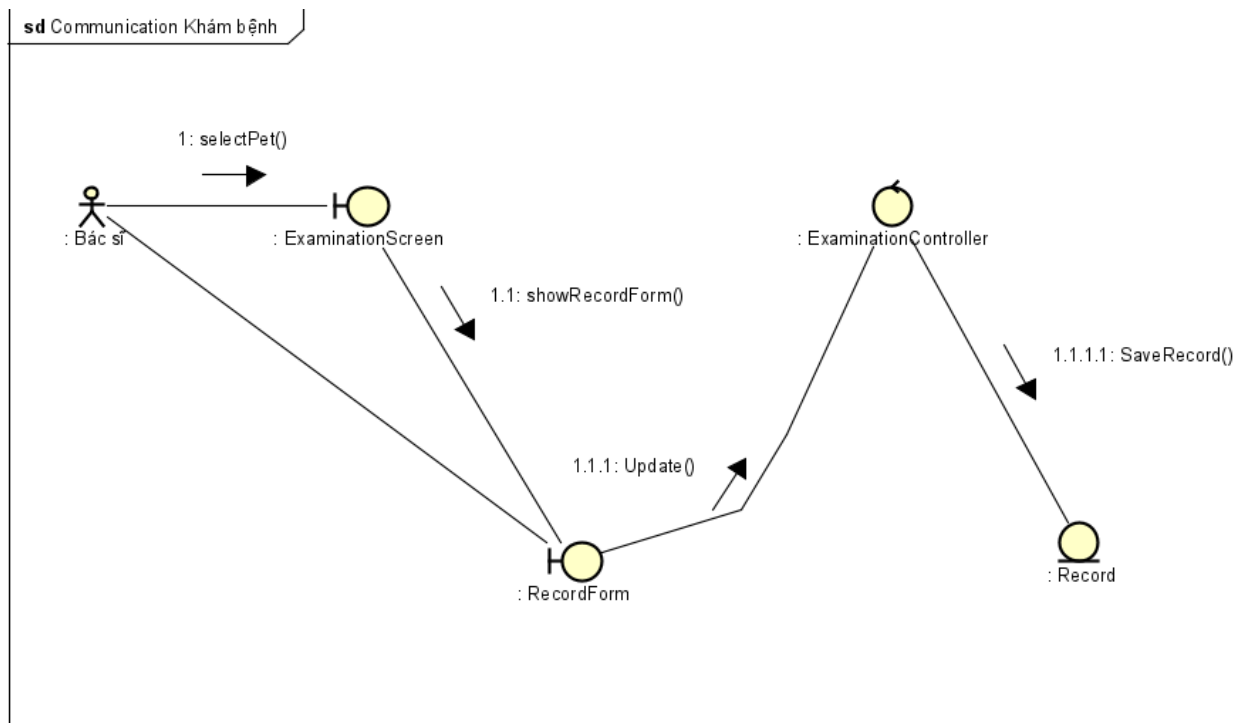 sd Communication Khám bệnh
1: selectPet()
: Bác sĩ
: ExaminationScreen
: ExaminationController
1.1: showRecordForm()
1.1.1.1: SaveRecord()
1.1.1: Update()
: RecordForm
: Record